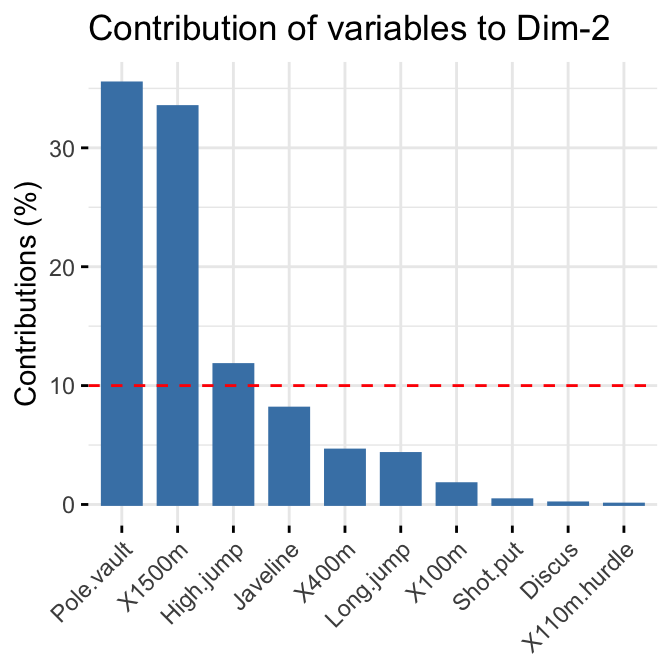 Contribution of variables to Dim-2
Contributions (%)
30
20
10
0
Pole.vault
X1500m
High.jump
Javeline
X400m
Long.jump
X100m
Shot.put
Discus
X110m.hurdle